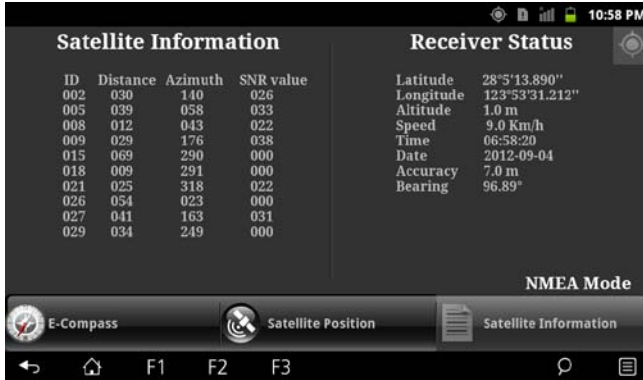 10:58 PM
Satellite Information
ID Distance Azimuth SNR value
002 030 140 026
005 039 058 033
008 012 043 022
009 029 176 038
015 069 290 000
018 009 291 000
021 025 318 022
026 054 023 000
027 041 163 031
029 034 249 000
Receiver Status
Latitude 28°5'13.890''
Longitude 123°53'31.212''
Altitude 1.0 m
Speed 9.0 Km/h
Time 06:58:20
Date 2012-09-04
Accuracy 7.0 m
Bearing 96.89°
NMEA Mode
E-Compass
Satellite Position
Satellite Information
F1 F2 F3